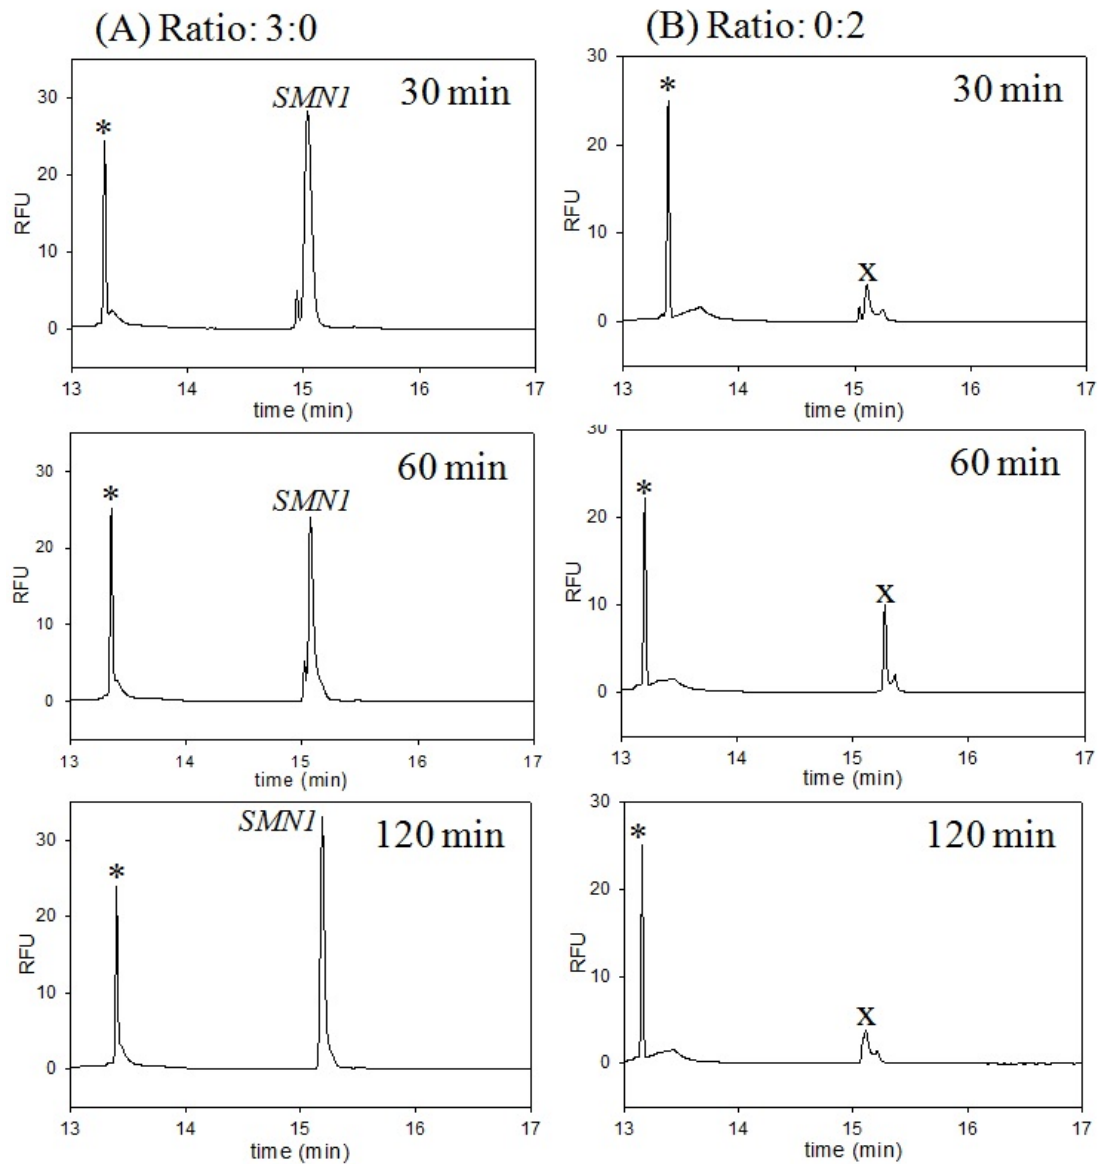 (A) Ratio: 3:0
30 min
SMN1
*
30
20
10
0
RFU
13 14 15 16 17
time (min)
60 min
SMN1
*
30
20
10
0
RFU
13 14 15 16 17
time (min)
120 min
SMN1
*
30
20
10
0
RFU
13 14 15 16 17
time (min)
(B) Ratio: 0:2
30 min
*
x
30
20
10
0
RFU
13 14 15 16 17
time (min)
60 min
*
x
30
20
10
0
RFU
13 14 15 16 17
time (min)
120 min
*
x
30
20
10
0
RFU
13 14 15 16 17
time (min)